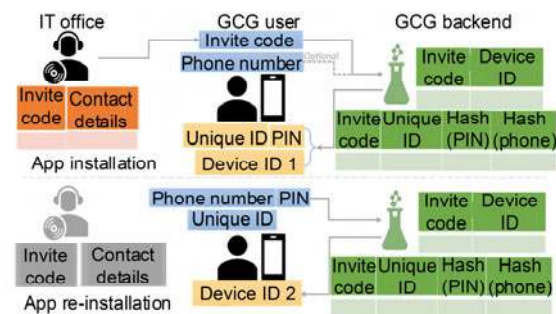 IT office
GCG user
GCG backend
Invite code
Phone number
Optional
Invite code
Device ID
Invite code
Contact details
Invite code
Unique ID
Hash (PIN)
Hash (phone)
Unique ID PIN
Device ID 1
App installation
Phone number PIN
Unique ID
Invite code
Device ID
Invite code
Contact details
Invite code
Unique ID
Hash (PIN)
Hash (phone)
Device ID 2
App re-installation